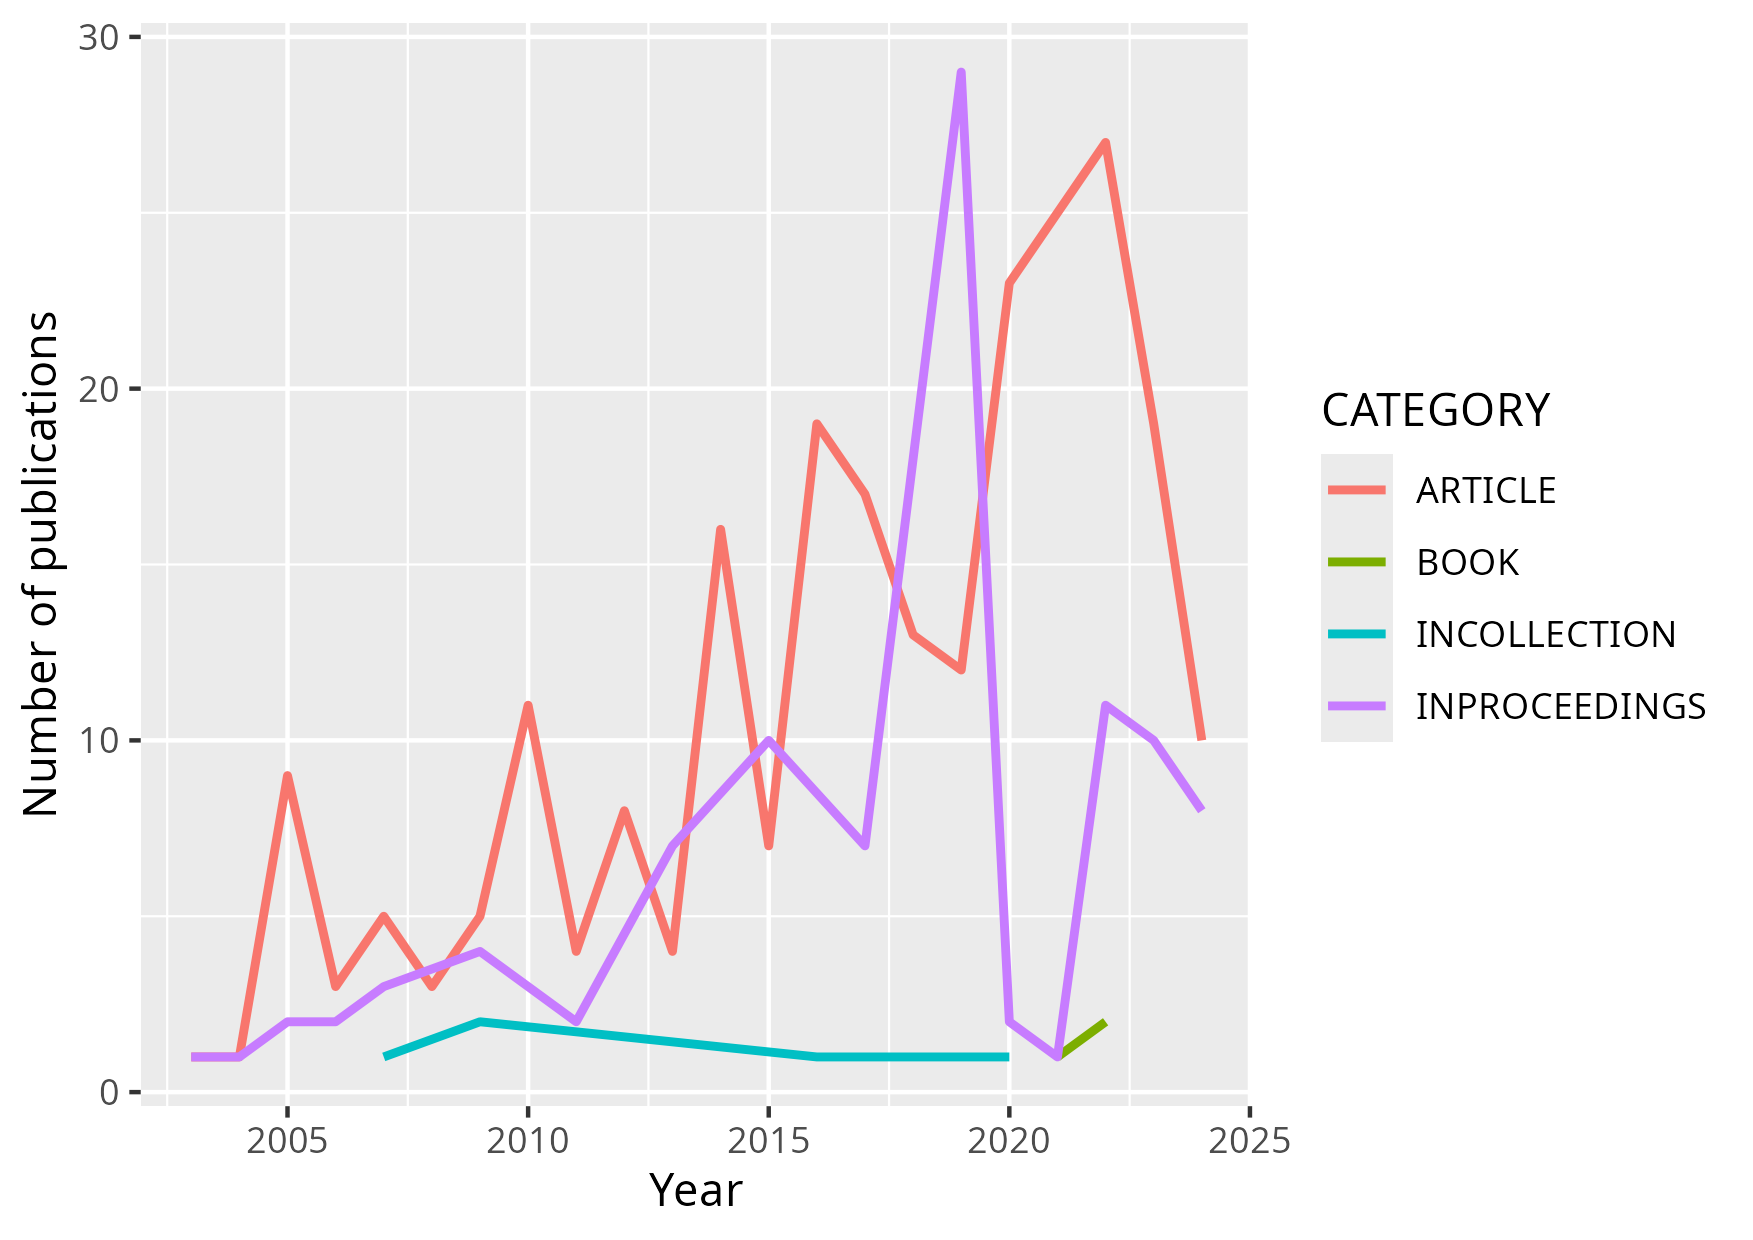 30
20
10
0
Number of publications
2005 2010 2015 2020 2025
Year
CATEGORY
ARTICLE
BOOK
INCOLLECTION
INPROCEEDINGS